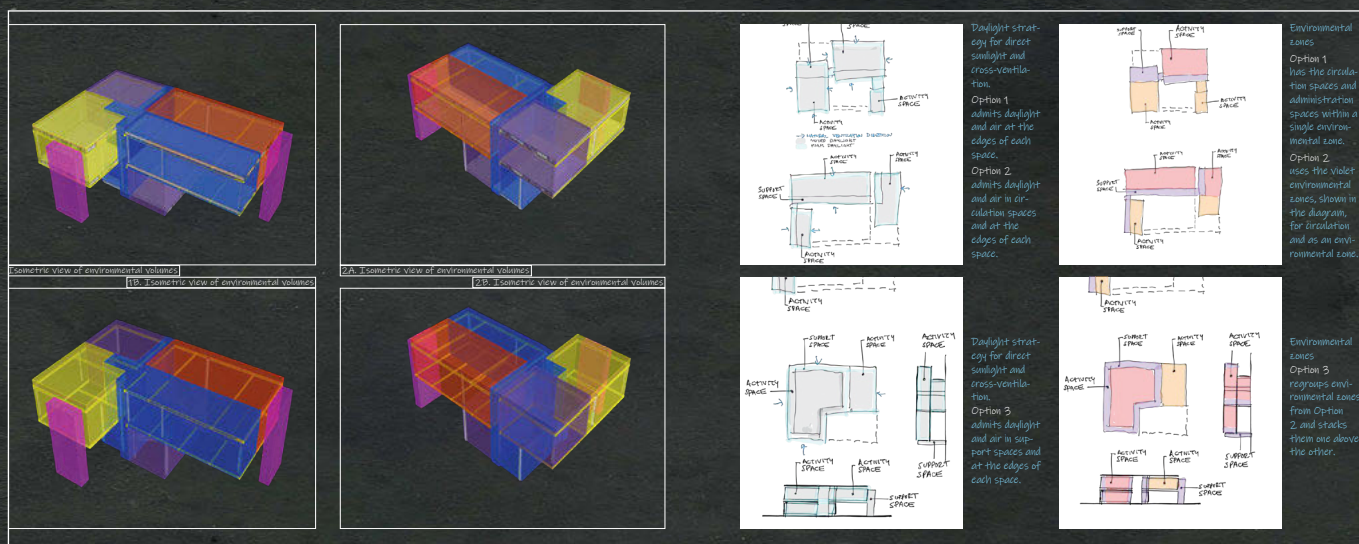 Isometric view of environmental volumes
1B. Isometric view of environmental volumes
2A. Isometric view of environmental volumes
2B. Isometric view of environmental volumes
SPACE
SPACE
ACTIVITY
SPACE
ACTIVITY
SPACE
NATURAL VENTILATION DIRECTION
DAYLIGHT
DAYLIGHT
ACTIVITY
SPACE
ACTIVITY
SPACE
SUPPORT
SPACE
ACTIVITY
SPACE
Daylight strat-
egy for direct
sunlight and
cross-ventila-
tion.
Option 1
admits daylight
and air at the
edges of each
space.
Option 2
admits daylight
and air in cir-
culation spaces
and at the
edges of each
space.
SUPPORT
SPACE
ACTIVITY
SPACE
ACTIVITY
SPACE
ACTIVITY
SPACE
ACTIVITY
SPACE
ACTIVITY
SPACE
SUPPORT
SPACE
ACTIVITY
SPACE
Environmental
zones
Option 1
has the circula-
tion spaces and
administration
spaces within a
single environ-
mental zone.
Option 2
uses the violet
environmental
zones, shown in
the diagram,
for circulation
and as an envi-
ronmental zone.
ACTIVITY
SPACE
SUPPORT
SPACE
ACTIVITY
SPACE
ACTIVITY
SPACE
ACTIVITY
SPACE
ACTIVITY
SPACE
ACTIVITY
SPACE
SUPPORT
SPACE
SUPPORT
SPACE
Daylight strat-
egy for direct
sunlight and
cross-ventila-
tion.
Option 3
admits daylight
and air in sup-
port spaces and
at the edges of
each space.
ACTIVITY
SPACE
SUPPORT
SPACE
ACTIVITY
SPACE
ACTIVITY
SPACE
ACTIVITY
SPACE
ACTIVITY
SPACE
ACTIVITY
SPACE
SUPPORT
SPACE
SUPPORT
SPACE
Environmental
zones
Option 3
regroups envi-
ronmental zones
from Option
2 and stacks
them one above
the other.